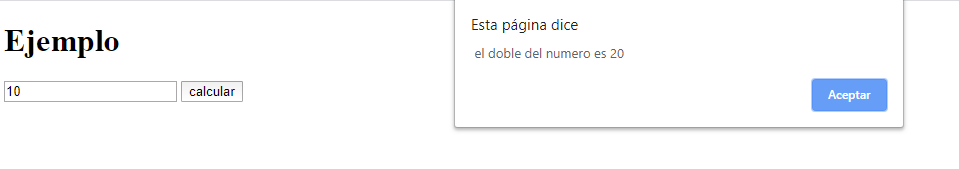 Ejemplo
10 calcular
Esta página dice
el doble del numero es 20
Aceptar